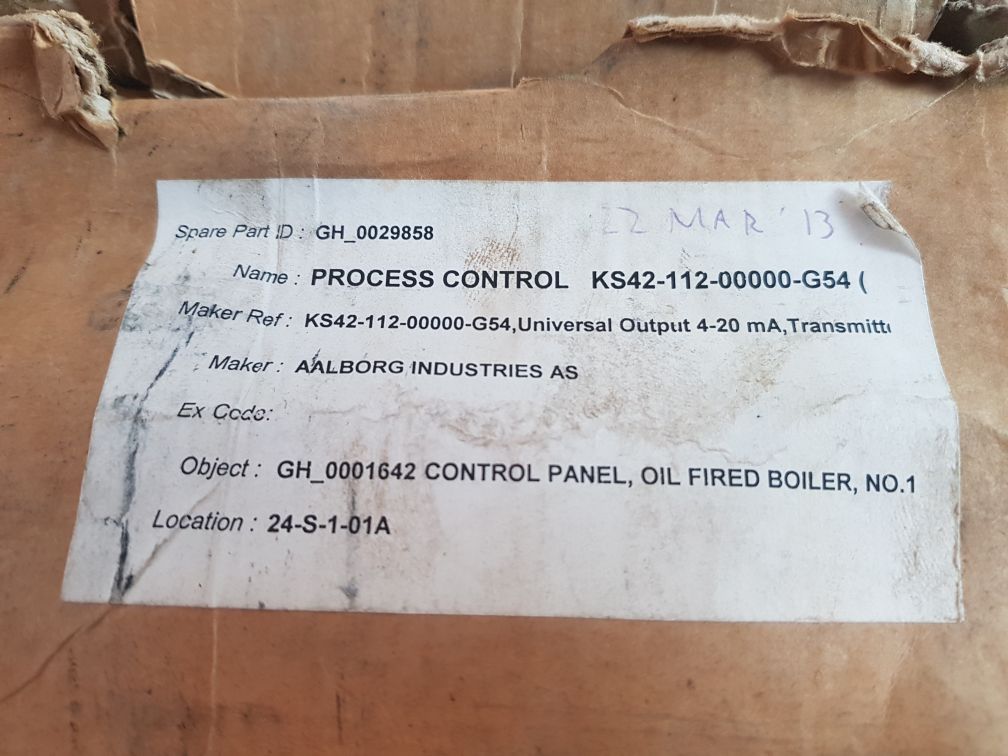 22 MAR '13
Spare Part ID : GH_0029858
Name : PROCESS CONTROL KS42-112-00000-G54 (
Maker Ref : KS42-112-00000-G54,Universal Output 4-20 mA,Transmitt
Maker : AALBORG INDUSTRIES AS
Ex Code:
Object : GH_0001642 CONTROL PANEL, OIL FIRED BOILER, NO.1
Location : 24-S-1-01A